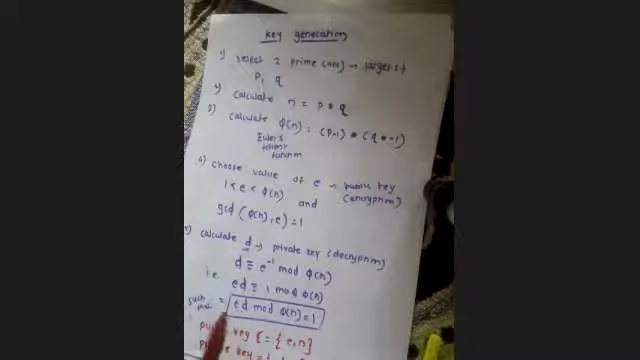 key generation
1) select 2 prime (nos) → largest
P, q
2) calculate n = p * q
3) calculate φ(n) = (p-1) * (q * -1)
Euler's
totient
function
4) choose value of e → public key
(encryption)
1 < e < φ(n) and
gcd (φ(n), e) = 1
calculate d → private key (decryption)
d ≡ e⁻¹ mod φ(n)
i.e. ed ≡ 1 mod φ(n)
such that = ed mod φ(n) = 1
public key = {e, n}
key =